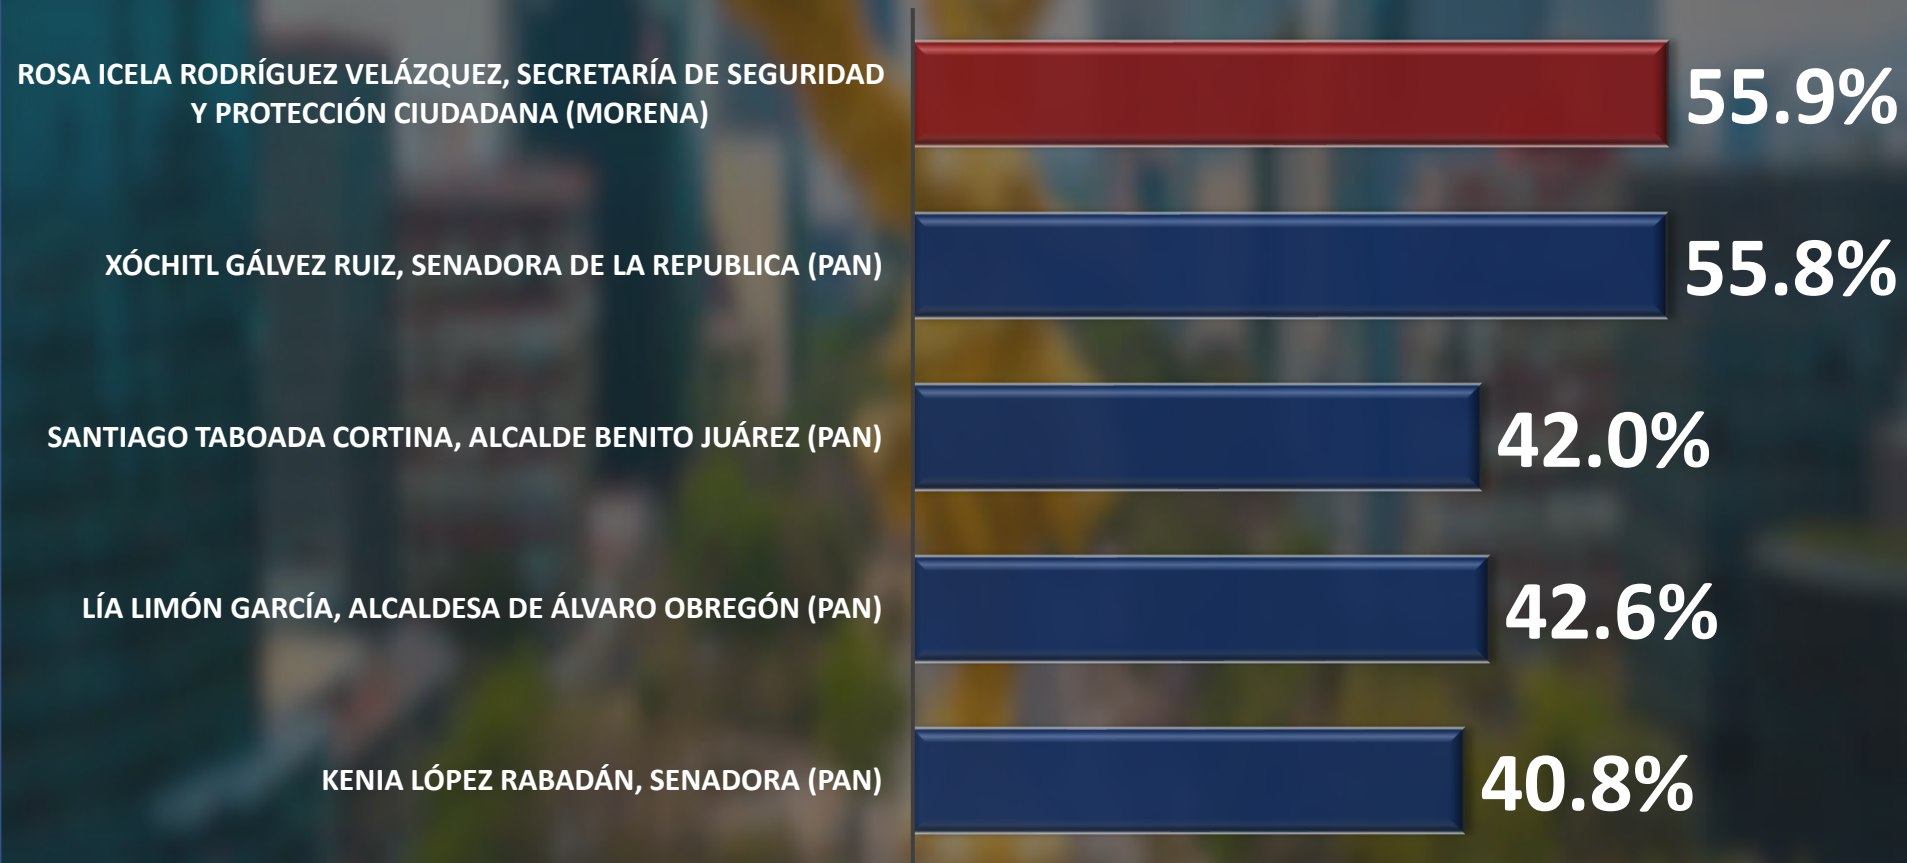 ROSA ICELA RODRÍGUEZ VELÁZQUEZ, SECRETARÍA DE SEGURIDAD
Y PROTECCIÓN CIUDADANA (MORENA)
55.9%
XÓCHITL GÁLVEZ RUIZ, SENADORA DE LA REPUBLICA (PAN)
55.8%
SANTIAGO TABOADA CORTINA, ALCALDE BENITO JUÁREZ (PAN)
42.0%
LÍA LIMÓN GARCÍA, ALCALDESA DE ÁLVARO OBREGÓN (PAN)
42.6%
KENIA LÓPEZ RABADÁN, SENADORA (PAN)
40.8%